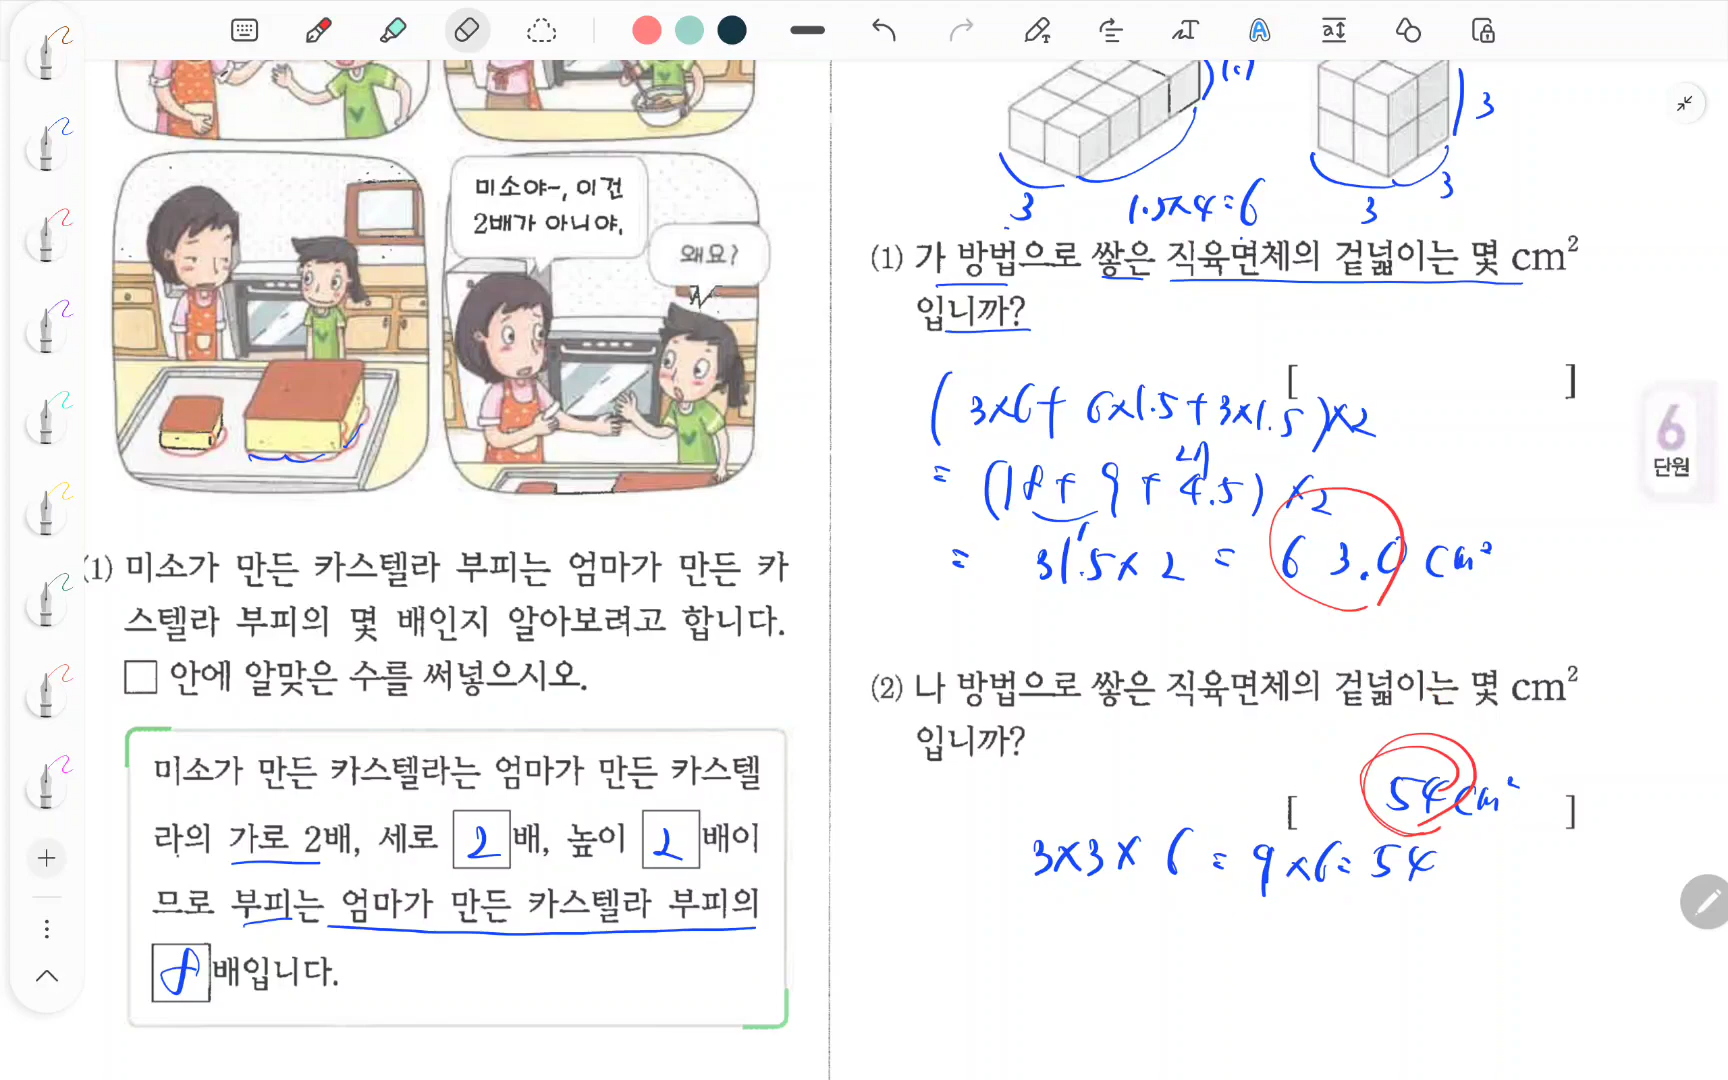 미소야~, 이건
2배가 아니야.
왜요?
(1) 미소가 만든 카스텔라 부피는 엄마가 만든 카
스텔라 부피의 몇 배인지 알아보려고 합니다.
□ 안에 알맞은 수를 써넣으시오.
미소가 만든 카스텔라는 엄마가 만든 카스텔
라의 가로 2배, 세로 2배, 높이 2배이
므로 부피는 엄마가 만든 카스텔라 부피의
8배입니다.
3
1.5×4=6
3
3
3
(1) 가 방법으로 쌓은 직육면체의 겉넓이는 몇 cm²
입니까?
[ ]
(3×6+ 6×1.5+3×1.5)×2
= (18+ 9 + 4.5) ×2
= 31.5× 2 = 63.0 cm²
(2) 나 방법으로 쌓은 직육면체의 겉넓이는 몇 cm²
입니까?
[ 54cm² ]
3×3× 6 = 9×6= 54
6
단원